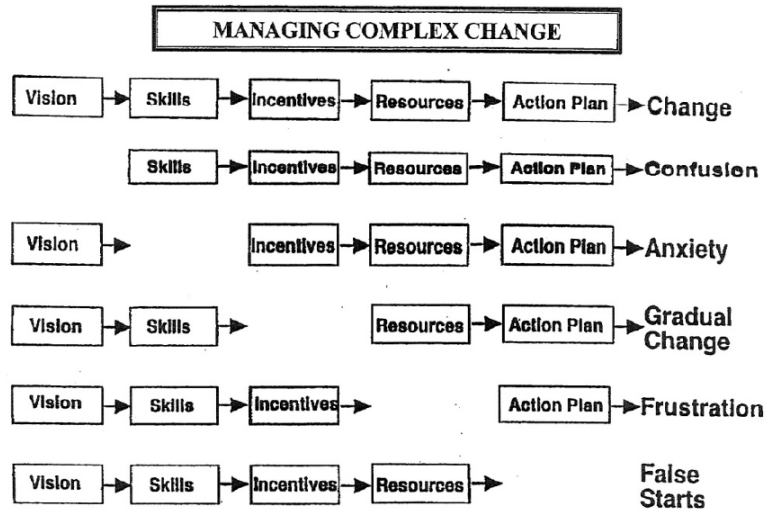 MANAGING COMPLEX CHANGE
Vision Skills Incentives Resources Action Plan Change
Skills Incentives Resources Action Plan Confusion
Vision Incentives Resources Action Plan Anxiety
Vision Skills Resources Action Plan Gradual
Change
Vision Skills Incentives Action Plan Frustration
Vision Skills Incentives Resources False
Starts